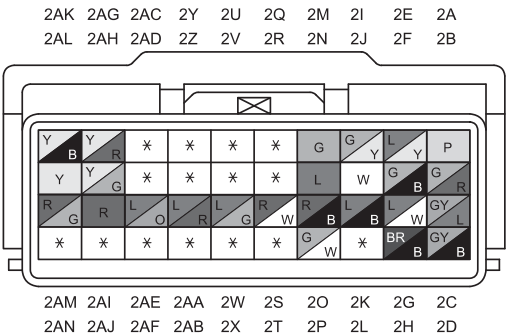 2AK 2AG 2AC 2Y 2U 2Q 2M 2I 2E 2A
2AL 2AH 2AD 2Z 2V 2R 2N 2J 2F 2B
Y B Y R * * * * G G Y L Y P
Y Y G * * * * L W G B G R
R G R L O L R L G R W R B L B L W GY L
* * * * * * G W * BR B GY B
2AM 2AI 2AE 2AA 2W 2S 2O 2K 2G 2C
2AN 2AJ 2AF 2AB 2X 2T 2P 2L 2H 2D